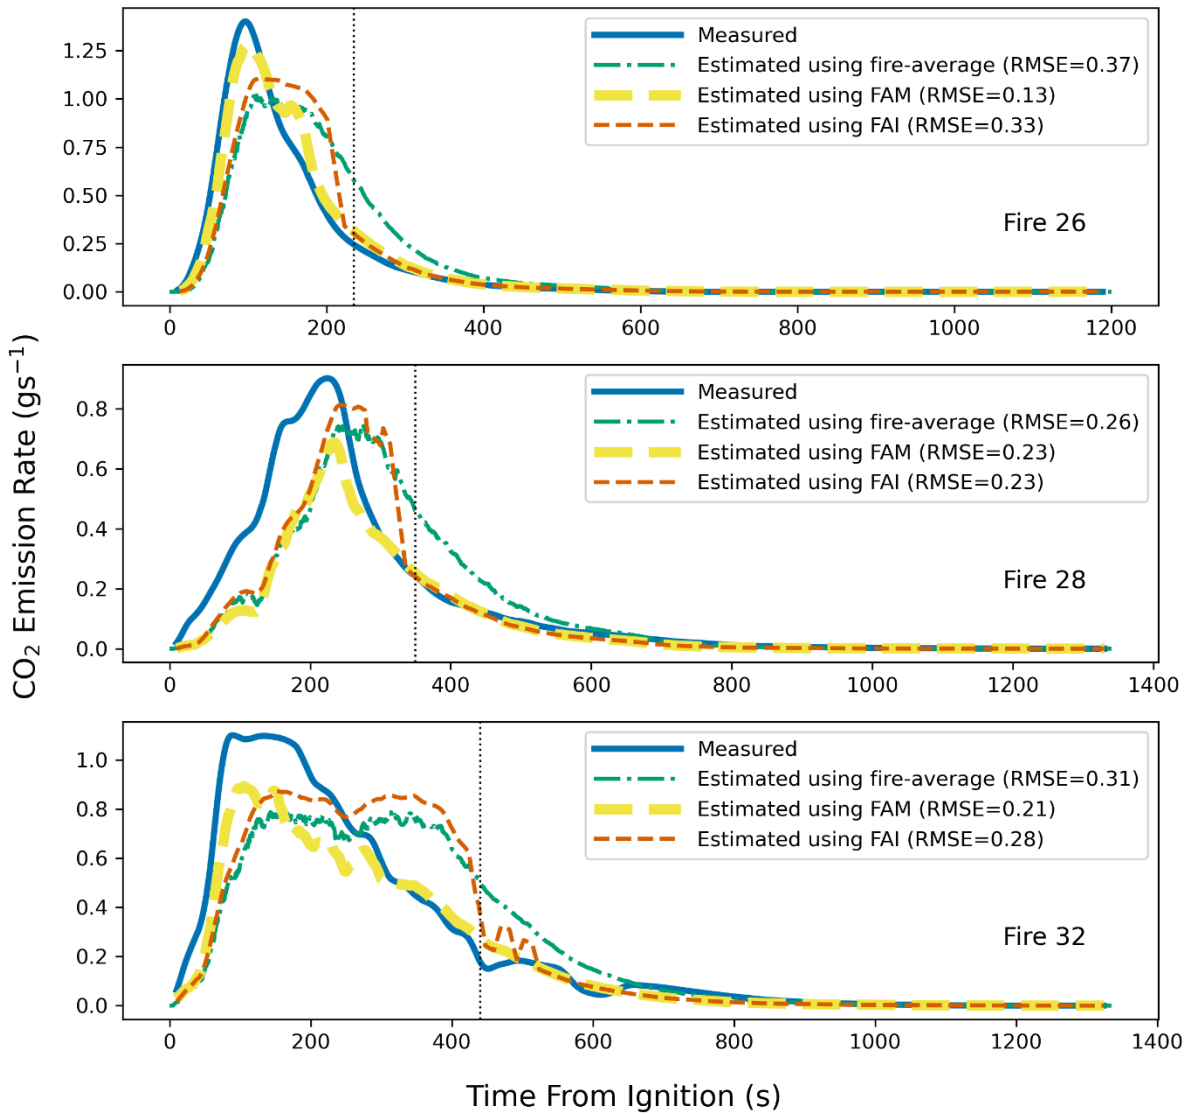 Measured
Estimated using fire-average (RMSE=0.37)
Estimated using FAM (RMSE=0.13)
Estimated using FAI (RMSE=0.33)
Fire 26
1.25
1.00
0.75
0.50
0.25
0.00
0 200 400 600 800 1000 1200
Measured
Estimated using fire-average (RMSE=0.26)
Estimated using FAM (RMSE=0.23)
Estimated using FAI (RMSE=0.23)
Fire 28
0.8
0.6
0.4
0.2
0.0
0 200 400 600 800 1000 1200 1400
CO₂ Emission Rate (gs⁻¹)
Measured
Estimated using fire-average (RMSE=0.31)
Estimated using FAM (RMSE=0.21)
Estimated using FAI (RMSE=0.28)
Fire 32
1.0
0.8
0.6
0.4
0.2
0.0
0 200 400 600 800 1000 1200 1400
Time From Ignition (s)